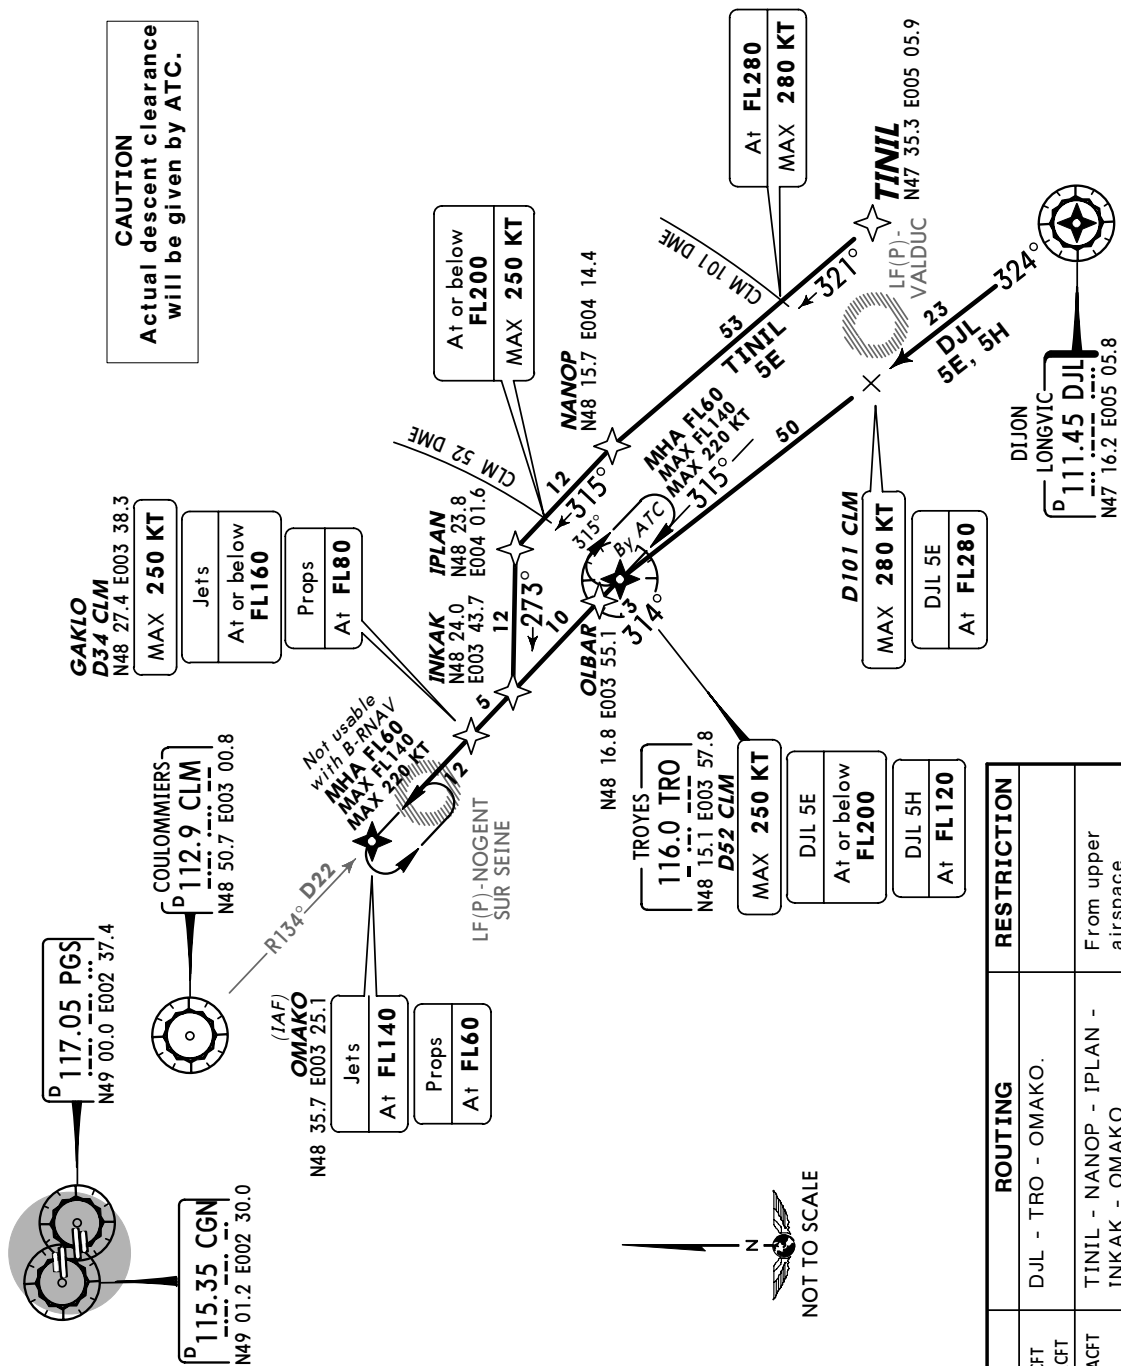 CAUTION
Actual descent clearance
will be given by ATC.
D
117.05 PGS
N49 00.0 E002 37.4
D
115.35 CGN
N49 01.2 E002 30.0
COULOMMIERS
D
112.9 CLM
N48 50.7 E003 00.8
R134° D22
(IAF)
OMAKO
N48 35.7 E003 25.1
Jets
At FL140
Props
At FL60
Not usable
with B-RNAV
MHA FL60
MAX FL140
MAX 220 KT
LF(P)-NOGENT
SUR SEINE
12
GAKLO
D34 CLM
N48 27.4 E003 38.3
MAX 250 KT
Jets
At or below
FL160
Props
At FL80
5
INKAK
N48 24.0
E003 43.7
12
273°
IPLAN
N48 23.8
E004 01.6
CLM 52 DME
At or below
FL200
MAX 250 KT
12
315°
NANOP
N48 15.7 E004 14.4
53
TINIL
5E
CLM 101 DME
At FL280
MAX 280 KT
321°
TINIL
N47 35.3 E005 05.9
LF(P)-
VALDUC
10
OLBAR
N48 16.8 E003 55.1
3
314°
315°
By ATC
MHA FL60
MAX FL140
MAX 220 KT
315°
50
TROYES
116.0 TRO
N48 15.1 E003 57.8
D52 CLM
MAX 250 KT
DJL 5E
At or below
FL200
DJL 5H
At FL120
D101 CLM
MAX 280 KT
DJL 5E
At FL280
23
DJL
5E, 5H
324°
DIJON
LONGVIC
D
111.45 DJL
N47 16.2 E005 05.8
N
NOT TO SCALE
ROUTING
RESTRICTION
DJL - TRO - OMAKO.
TINIL - NANOP - IPLAN -
INKAK - OMAKO
From upper
airspace
CFT
CFT
ACFT